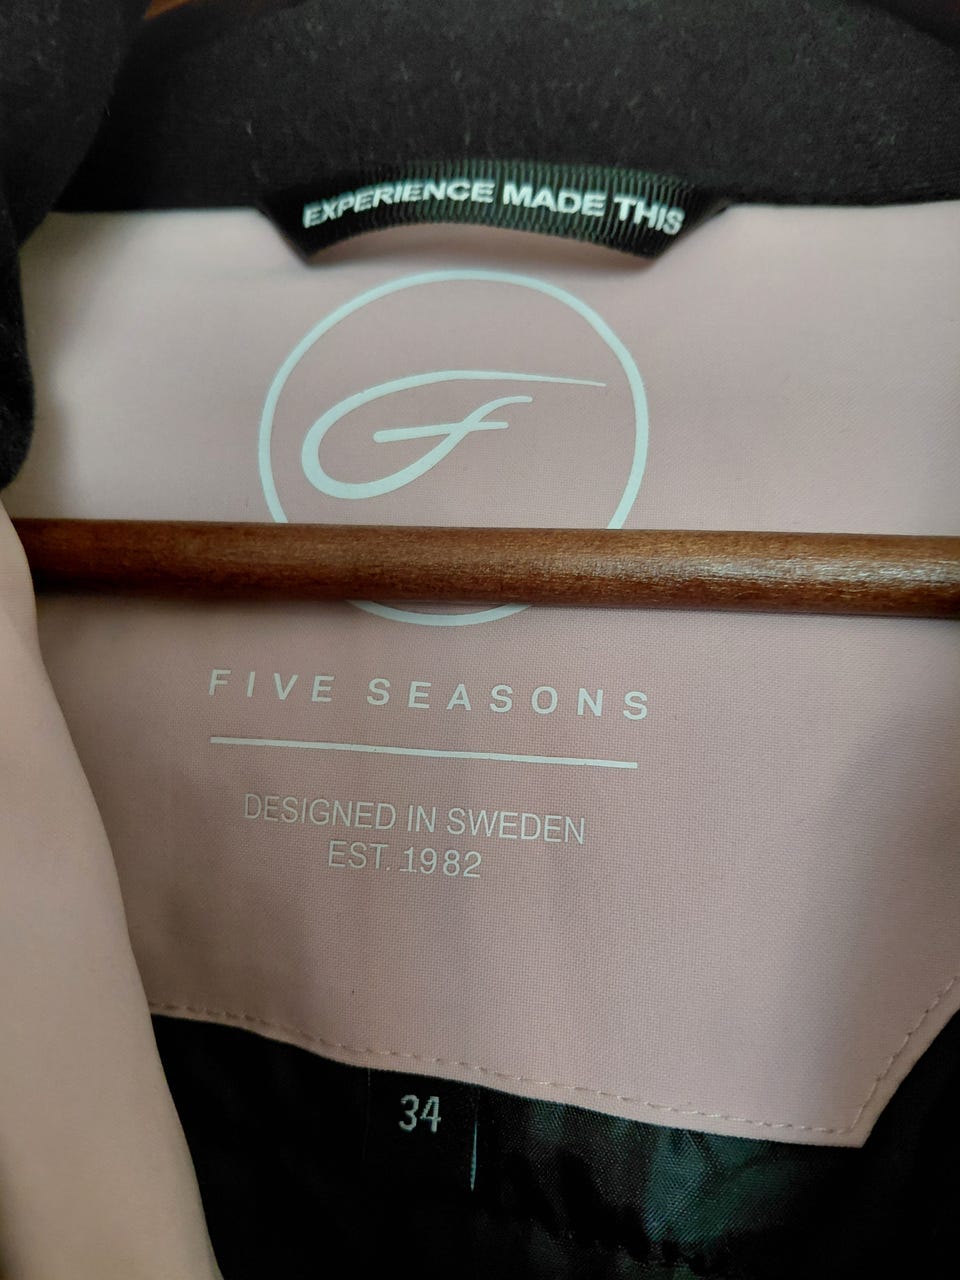 EXPERIENCE MADE THIS
F
FIVE SEASONS
DESIGNED IN SWEDEN
EST. 1982
34